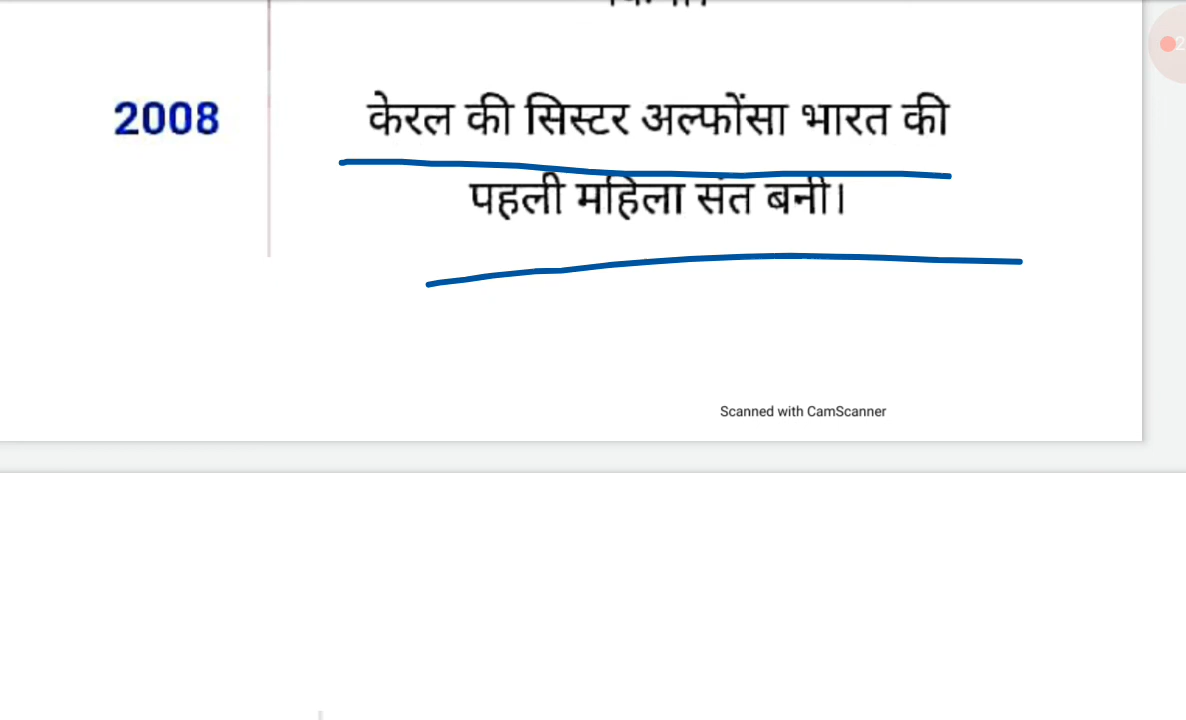 2008
केरल की सिस्टर अल्फोंसा भारत की
पहली महिला संत बनी।
Scanned with CamScanner